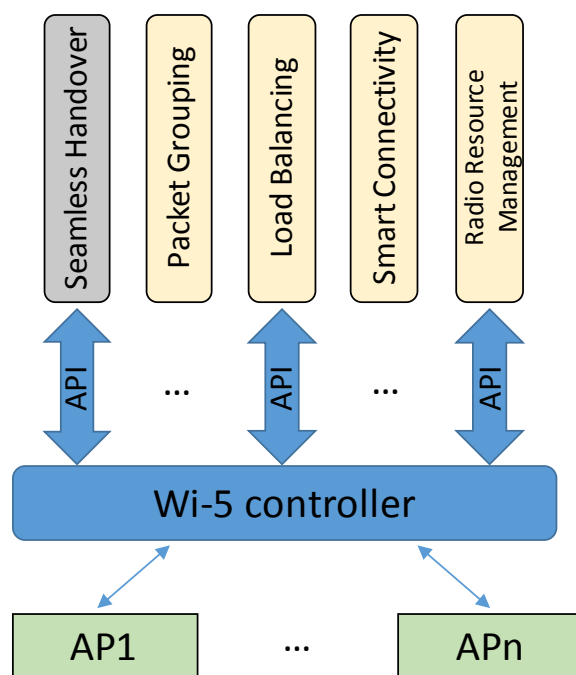 Seamless Handover
Packet Grouping
Load Balancing
Smart Connectivity
Radio Resource
Management
API
...
API
...
API
Wi-5 controller
AP1
...
APn